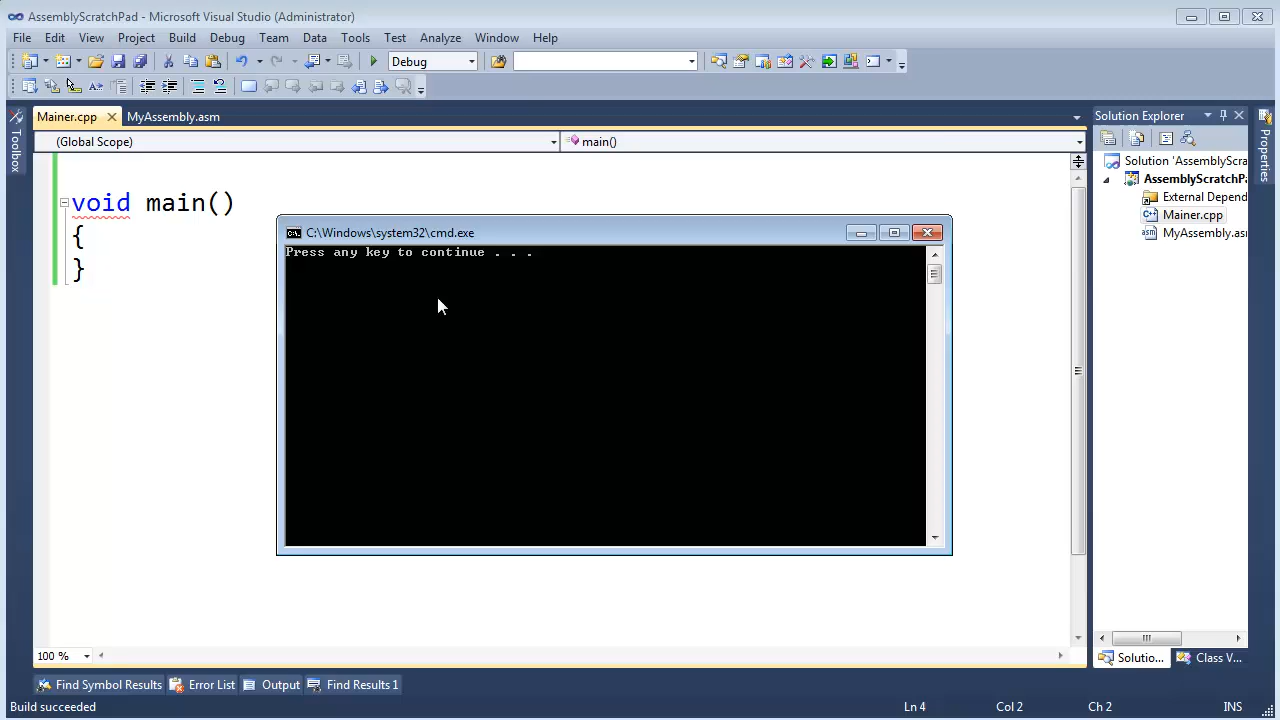 AssemblyScratchPad - Microsoft Visual Studio (Administrator)
File Edit View Project Build Debug Team Data Tools Test Analyze Window Help
Debug
Mainer.cpp MyAssembly.asm
Solution Explorer
Toolbox
Properties
(Global Scope) main()
Solution 'AssemblyScra
AssemblyScratchPa
External Depend
Mainer.cpp
MyAssembly.asm
void main()
{
}
C:\Windows\system32\cmd.exe
C:\.
Press any key to continue . . .
100 %
Solutio... Class V...
Find Symbol Results Error List Output Find Results 1
Build succeeded Ln 4 Col 2 Ch 2 INS